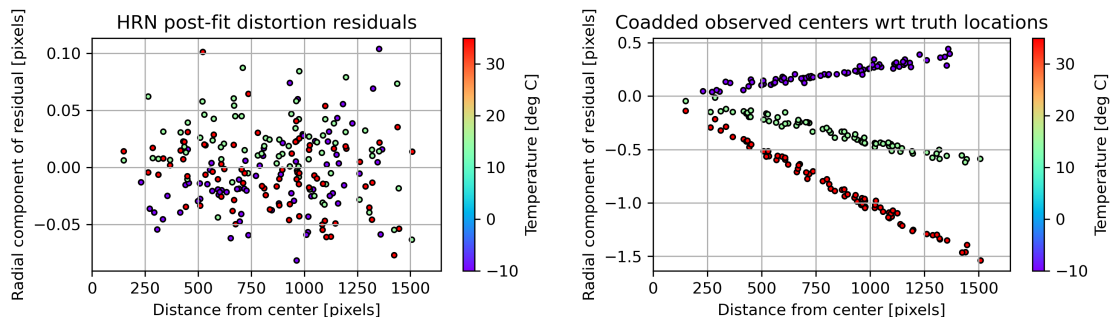 HRN post-fit distortion residuals
Radial component of residual [pixels]
0.10
0.05
0.00
−0.05
0 250 500 750 1000 1250 1500
Distance from center [pixels]
30
20
10
0
−10
Temperature [deg C]
Coadded observed centers wrt truth locations
Radial component of residual [pixels]
0.5
0.0
−0.5
−1.0
−1.5
0 250 500 750 1000 1250 1500
Distance from center [pixels]
30
20
10
0
−10
Temperature [deg C]